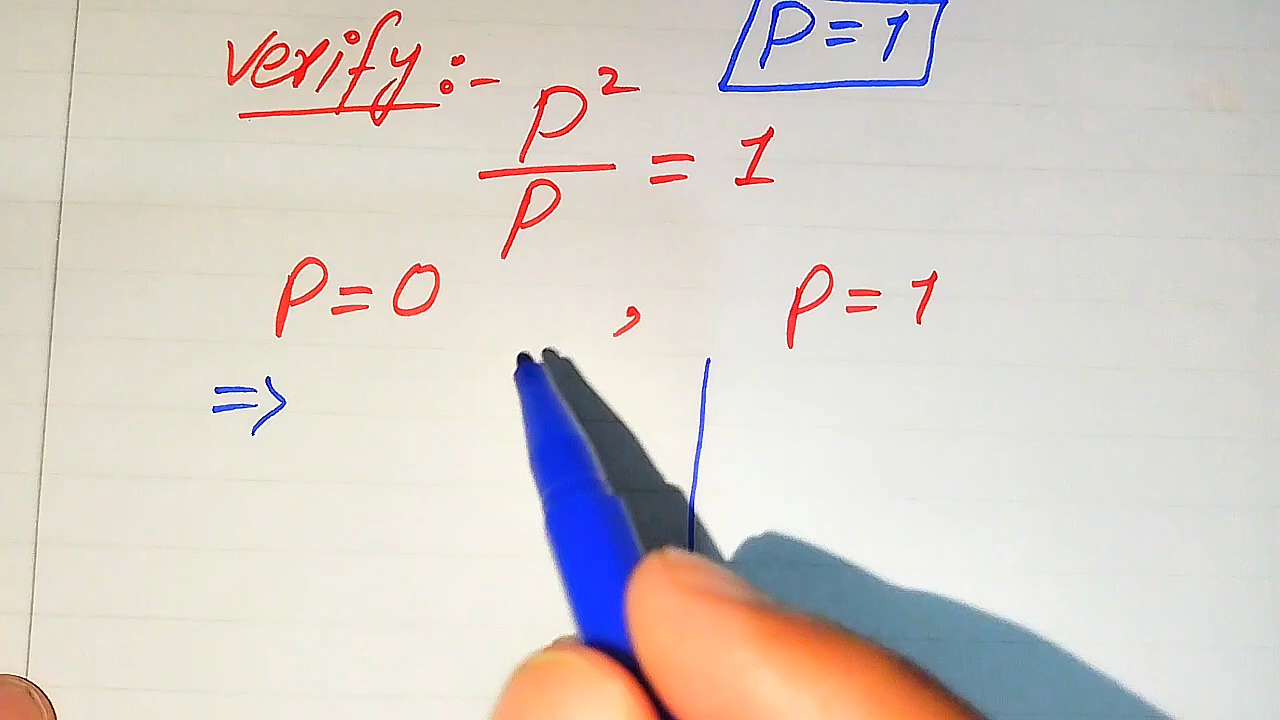 verify :-
P = 1
P²/P = 1
P = 0 , P = 1
=>